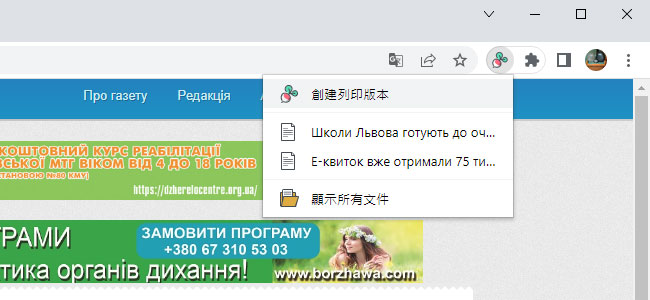 創建列印版本
Про газету
Редакція
Школи Львова готують до оч...
Е-квиток вже отримали 75 ти...
顯示所有文件
КОШТОВНИЙ КУРС РЕАБІЛІТАЦІЇ
ВСЬКОЇ МТГ ВІКОМ ВІД 4 ДО 18 РОКІВ
СТАНОВОЮ №80 КМУ)
https://dzherelocentre.org.ua/
ГРАМИ
ЗАМОВИТИ ПРОГРАМУ
+380 67 310 53 03
тика органів дихання!
www.borzhawa.com